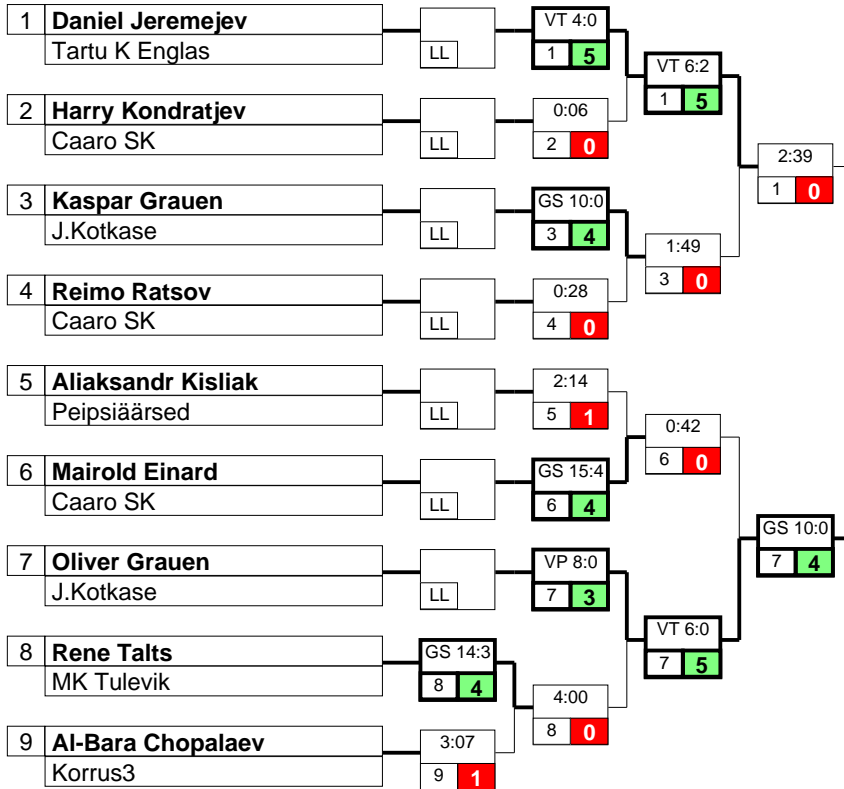 1 Daniel Jeremejev
Tartu K Englas
LL
VT 4:0
1 5
VT 6:2
1 5
2 Harry Kondratjev
Caaro SK
LL
0:06
2 0
2:39
1 0
3 Kaspar Grauen
J.Kotkase
LL
GS 10:0
3 4
1:49
3 0
4 Reimo Ratsov
Caaro SK
LL
0:28
4 0
5 Aliaksandr Kisliak
Peipsiäärsed
LL
2:14
5 1
0:42
6 0
6 Mairold Einard
Caaro SK
LL
GS 15:4
6 4
GS 10:0
7 4
7 Oliver Grauen
J.Kotkase
LL
VP 8:0
7 3
VT 6:0
7 5
8 Rene Talts
MK Tulevik
GS 14:3
8 4
4:00
8 0
9 Al-Bara Chopalaev
Korrus3
3:07
9 1